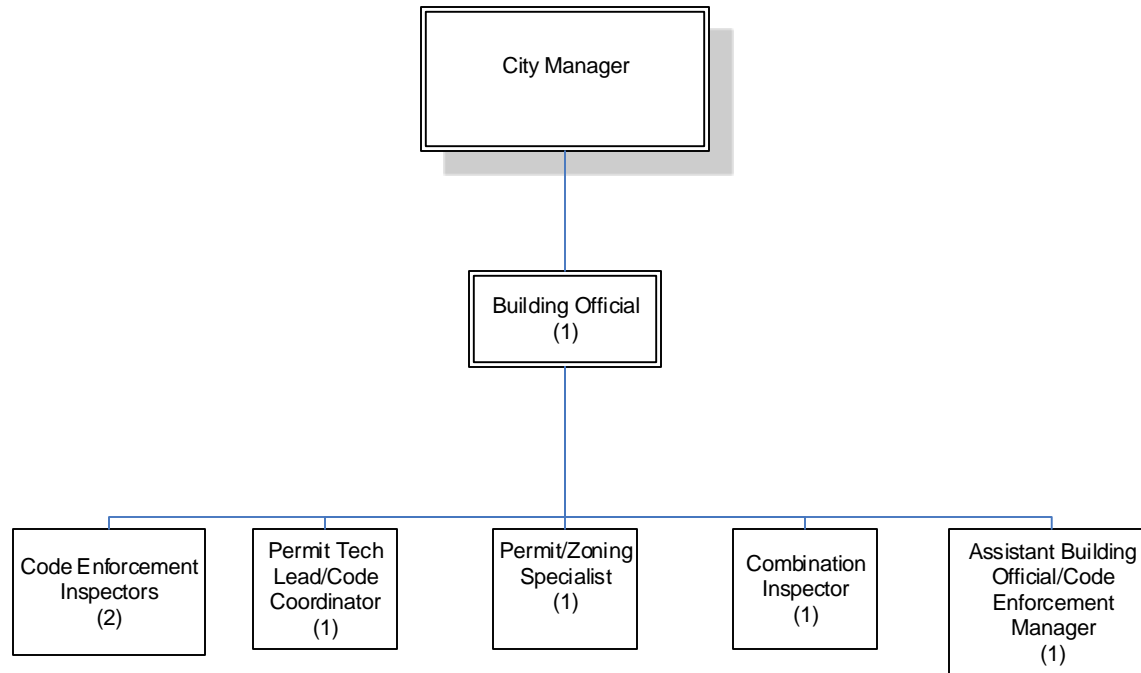 City Manager
Building Official
(1)
Code Enforcement
Inspectors
(2)
Permit Tech
Lead/Code
Coordinator
(1)
Permit/Zoning
Specialist
(1)
Combination
Inspector
(1)
Assistant Building
Official/Code
Enforcement
Manager
(1)